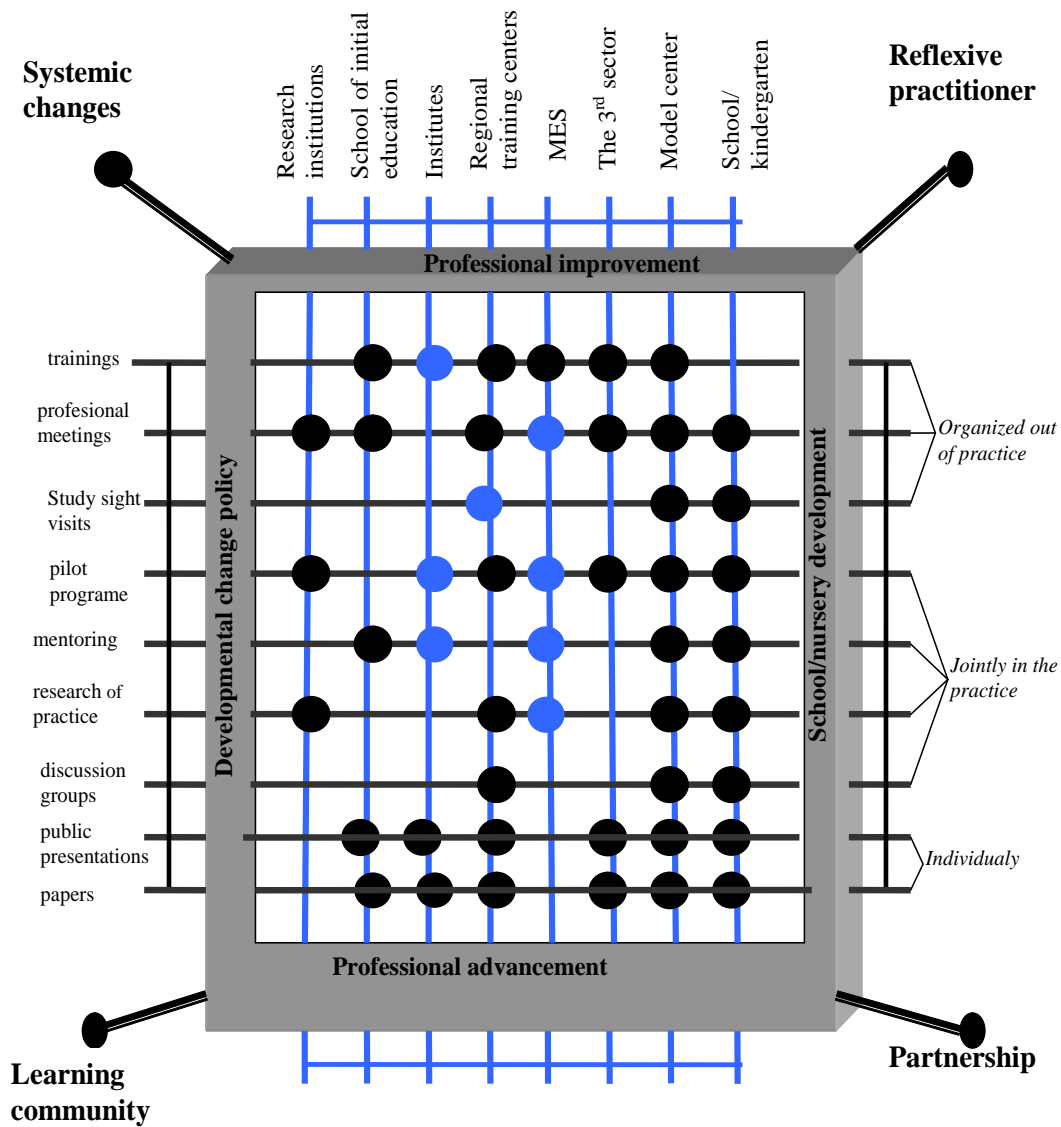 Systemic
changes
Reflexive
practitioner
Research
institutions
School of initial
education
Institutes
Regional
training centers
MES
The 3rd sector
Model center
School/
kindergarten
Professional improvement
trainings
profesional
meetings
Study sight
visits
pilot
programe
mentoring
research of
practice
discussion
groups
public
presentations
papers
Developmental change policy
School/nursery development
Organized out
of practice
Jointly in the
practice
Individualy
Professional advancement
Learning
community
Partnership